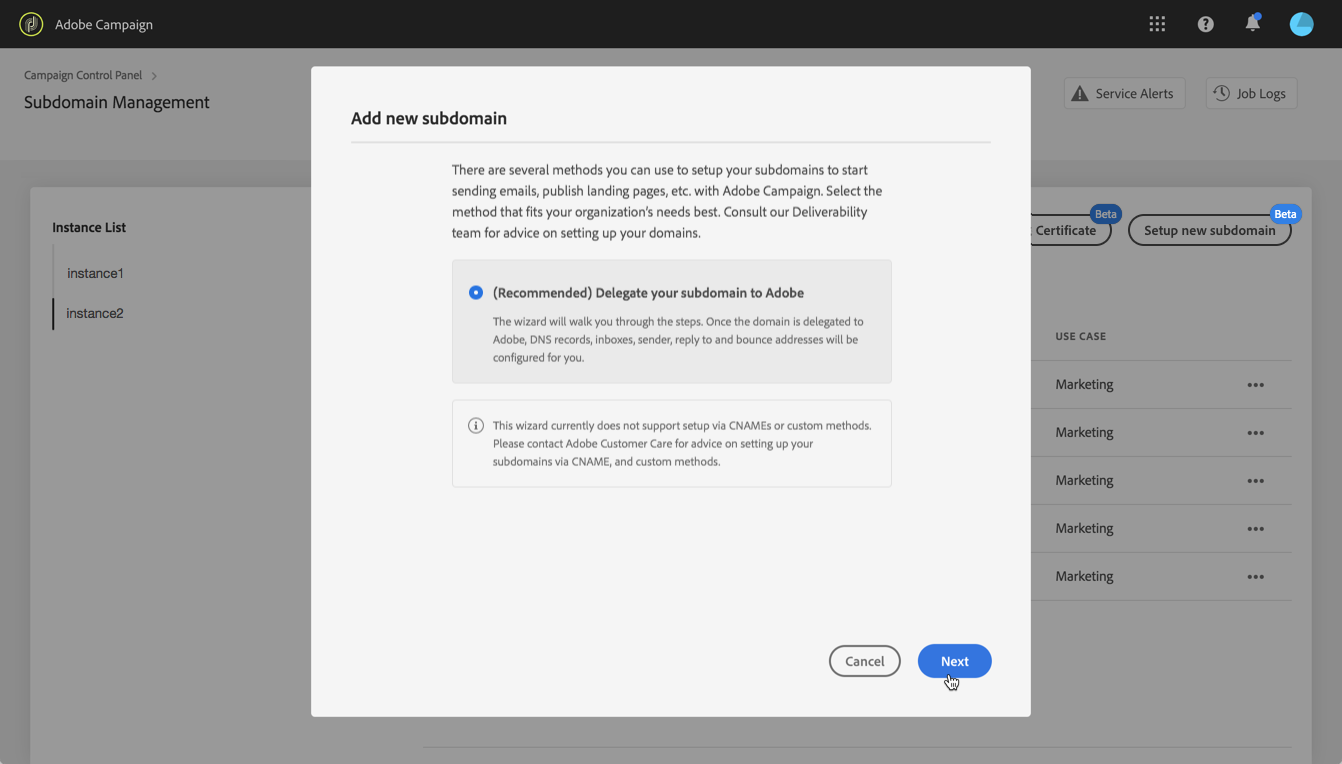 Adobe Campaign
Campaign Control Panel
Subdomain Management
Service Alerts
Job Logs
Instance List
instance1
instance2
Certificate
Beta
Setup new subdomain
Beta
USE CASE
Marketing
Marketing
Marketing
Marketing
Marketing
Add new subdomain
There are several methods you can use to setup your subdomains to start
sending emails, publish landing pages, etc. with Adobe Campaign. Select the
method that fits your organization's needs best. Consult our Deliverability
team for advice on setting up your domains.
(Recommended) Delegate your subdomain to Adobe
The wizard will walk you through the steps. Once the domain is delegated to
Adobe, DNS records, inboxes, sender, reply to and bounce addresses will be
configured for you.
This wizard currently does not support setup via CNAMEs or custom methods.
Please contact Adobe Customer Care for advice on setting up your
subdomains via CNAME, and custom methods.
Cancel
Next